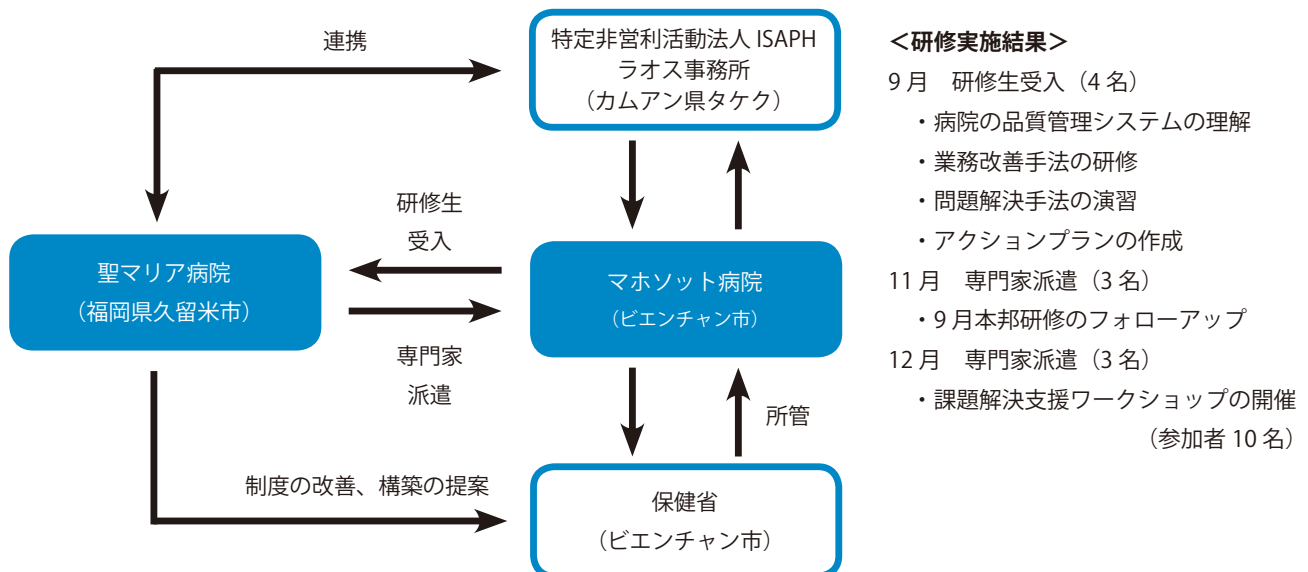 連携
特定非営利活動法人 ISAPH
ラオス事務所
（カムアン県タケク）
研修生
受入
聖マリア病院
（福岡県久留米市）
マホソット病院
（ビエンチャン市）
専門家
派遣
所管
制度の改善、構築の提案
保健省
（ビエンチャン市）
＜研修実施結果＞
9月　研修生受入（4名）
・病院の品質管理システムの理解
・業務改善手法の研修
・問題解決手法の演習
・アクションプランの作成
11月　専門家派遣（3名）
・9月本邦研修のフォローアップ
12月　専門家派遣（3名）
・課題解決支援ワークショップの開催
（参加者10名）